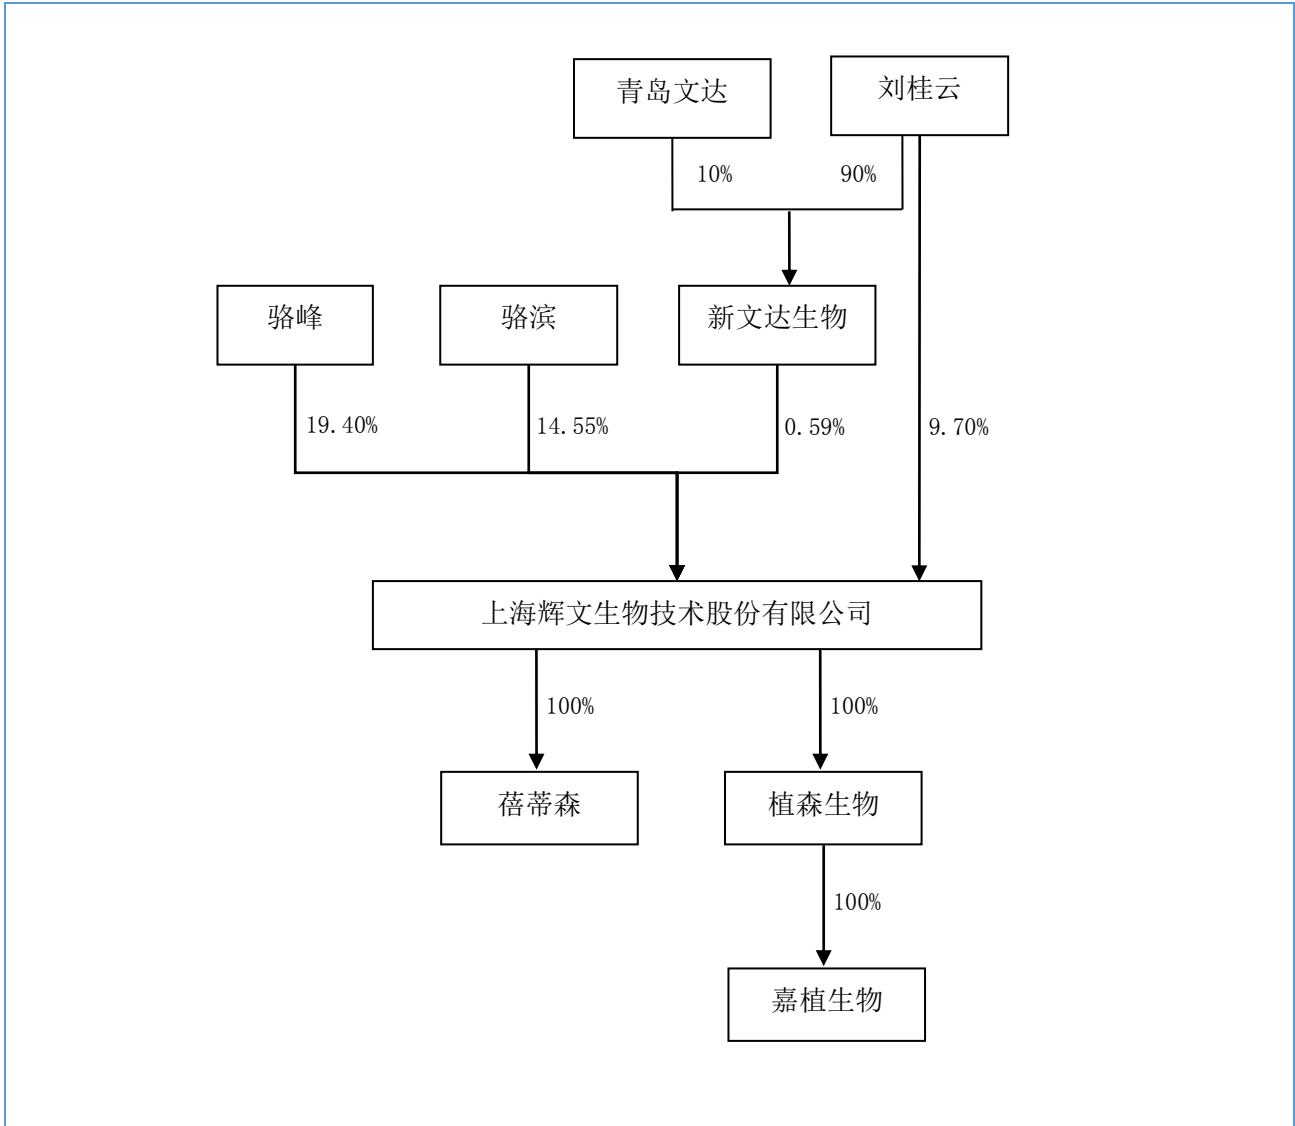 青岛文达
刘桂云
10%
90%
骆峰
骆滨
新文达生物
19.40%
14.55%
0.59%
9.70%
上海辉文生物技术股份有限公司
100%
100%
蓓蒂森
植森生物
100%
嘉植生物